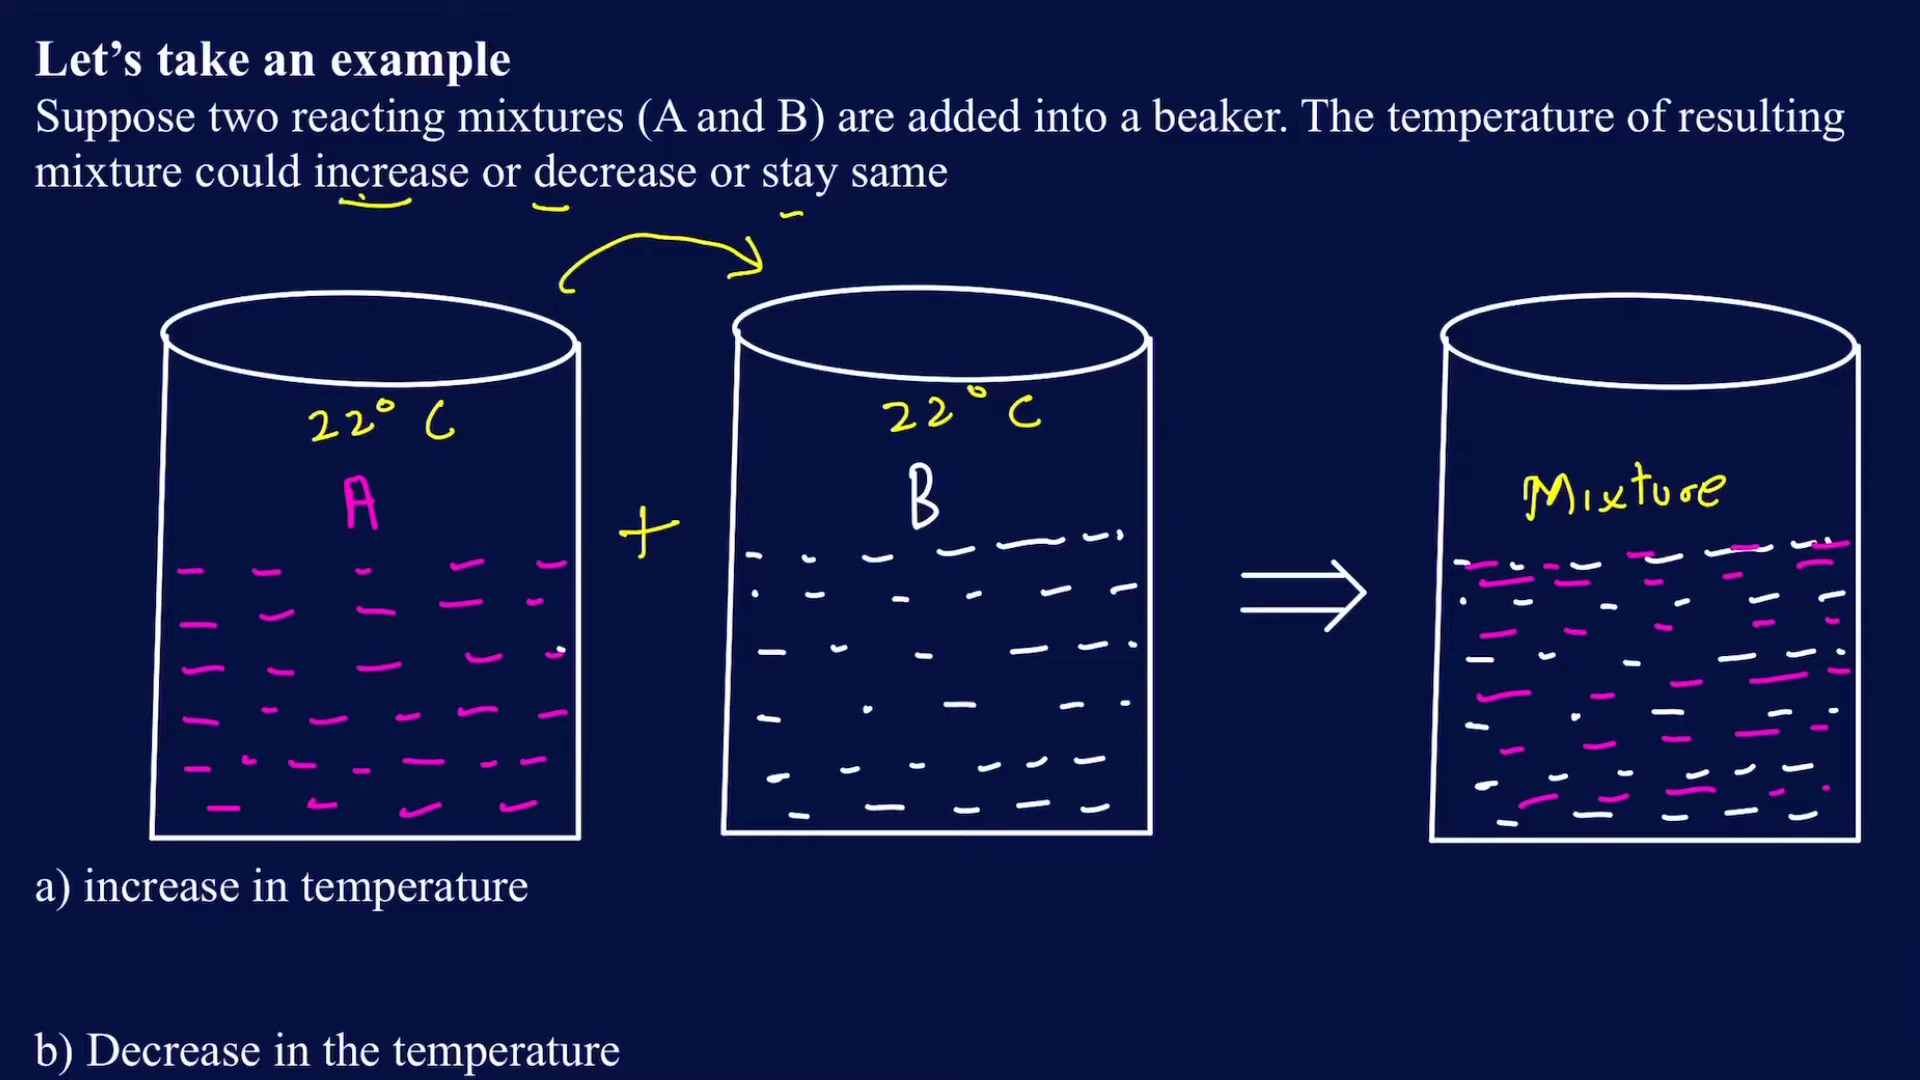 Let’s take an example
Suppose two reacting mixtures (A and B) are added into a beaker. The temperature of resulting
mixture could increase or decrease or stay same
22° C
22° C
A
B
+
Mixture
a) increase in temperature
b) Decrease in the temperature